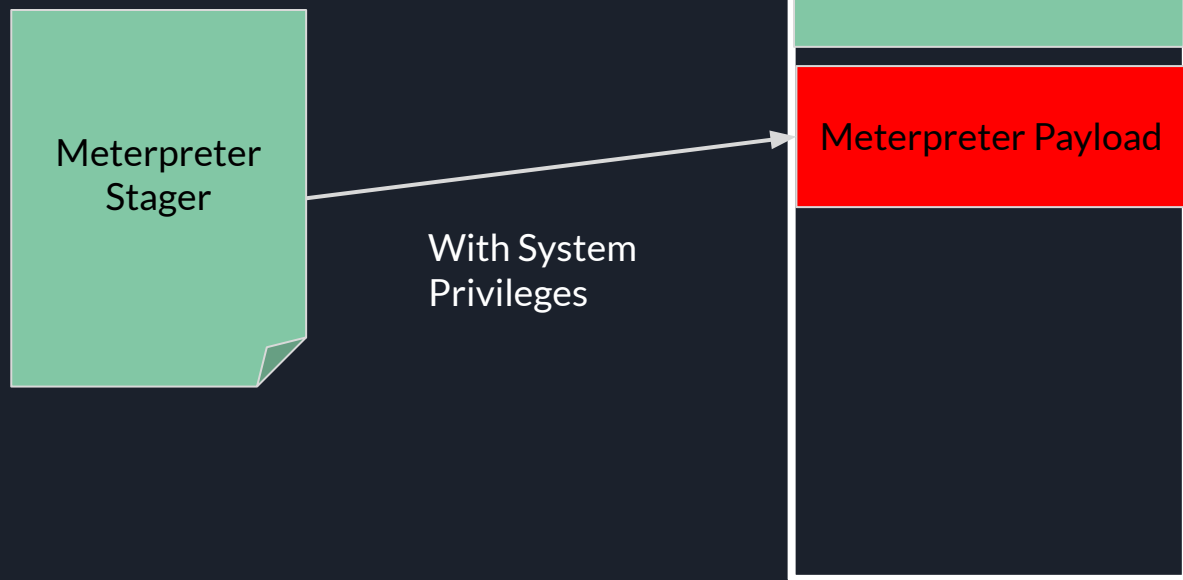 Meterpreter
Stager
Meterpreter Payload
With System
Privileges